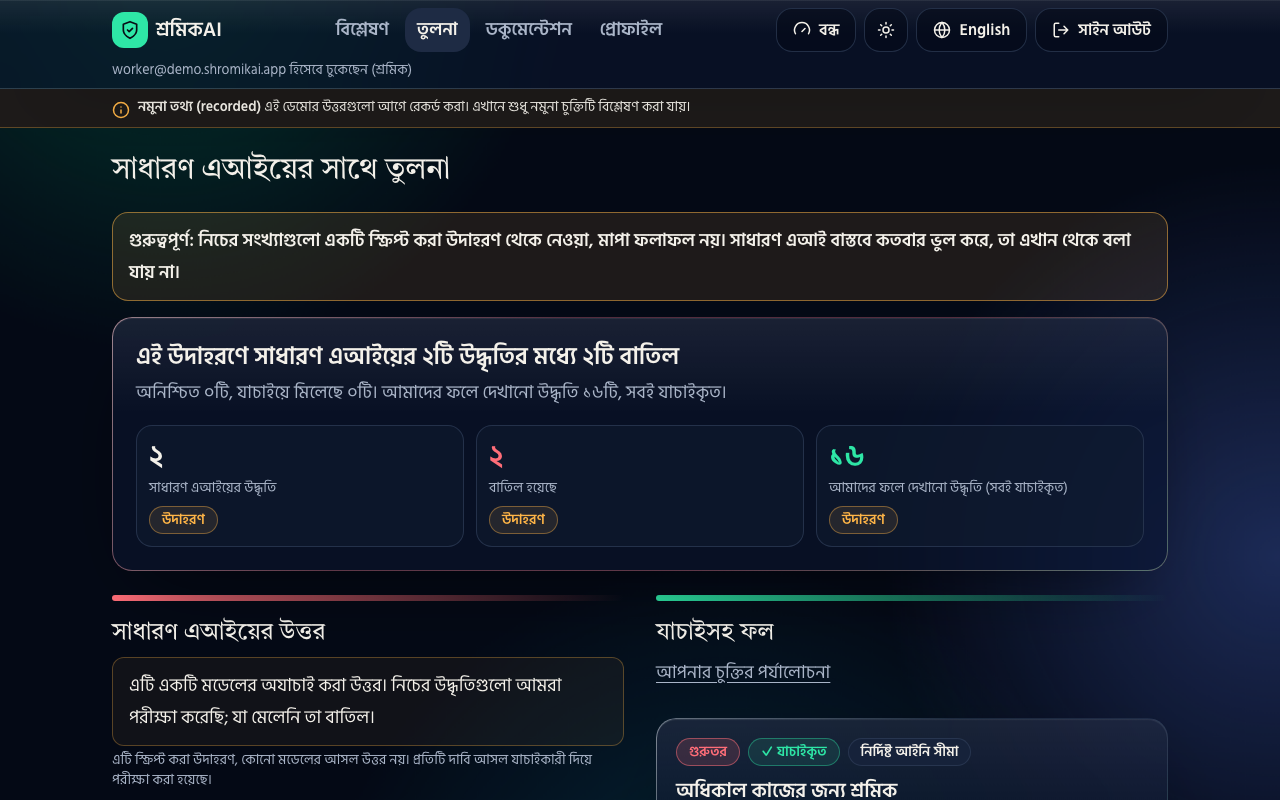 শ্রমিকAI
বিশ্লেষণ
তুলনা
ডকুমেন্টেশন
প্রোফাইল
বন্ধ
English
সাইন আউট
worker@demo.shromikai.app হিসেবে ঢুকেছেন (শ্রমিক)
নমুনা তথ্য (recorded) এই ডেমোর উত্তরগুলো আগে রেকর্ড করা। এখানে শুধু নমুনা চুক্তিটি বিশ্লেষণ করা যায়।
সাধারণ এআইয়ের সাথে তুলনা
গুরুত্বপূর্ণ: নিচের সংখ্যাগুলো একটি স্ক্রিপ্ট করা উদাহরণ থেকে নেওয়া, মাপা ফলাফল নয়। সাধারণ এআই বাস্তবে কতবার ভুল করে, তা এখান থেকে বলা
যায় না।
এই উদাহরণে সাধারণ এআইয়ের ২টি উদ্ধৃতির মধ্যে ২টি বাতিল
অনিশ্চিত ০টি, যাচাইয়ে মিলেছে ০টি। আমাদের ফলে দেখানো উদ্ধৃতি ১৬টি, সবই যাচাইকৃত।
২
সাধারণ এআইয়ের উদ্ধৃতি
উদাহরণ
২
বাতিল হয়েছে
উদাহরণ
১৬
আমাদের ফলে দেখানো উদ্ধৃতি (সবই যাচাইকৃত)
উদাহরণ
সাধারণ এআইয়ের উত্তর
এটি একটি মডেলের অযাচাই করা উত্তর। নিচের উদ্ধৃতিগুলো আমরা
পরীক্ষা করেছি; যা মেলেনি তা বাতিল।
এটি স্ক্রিপ্ট করা উদাহরণ, কোনো মডেলের আসল উত্তর নয়। প্রতিটি দাবি আসল যাচাইকারী দিয়ে
পরীক্ষা করা হয়েছে।
যাচাইসহ ফল
আপনার চুক্তির পর্যালোচনা
গুরুতর
যাচাইকৃত
নির্দিষ্ট আইনি সীমা
অধিকাল কাজের জন্য শ্রমিক